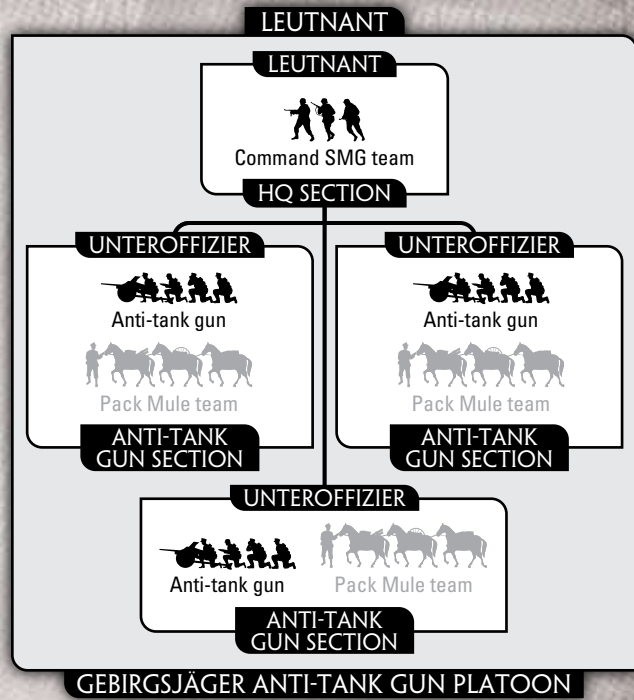 LEUTNANT
LEUTNANT
Command SMG team
HQ SECTION
UNTEROFFIZIER
Anti-tank gun
Pack Mule team
ANTI-TANK
GUN SECTION
UNTEROFFIZIER
Anti-tank gun
Pack Mule team
ANTI-TANK
GUN SECTION
UNTEROFFIZIER
Anti-tank gun
Pack Mule team
ANTI-TANK
GUN SECTION
GEBIRGSJÄGER ANTI-TANK GUN PLATOON